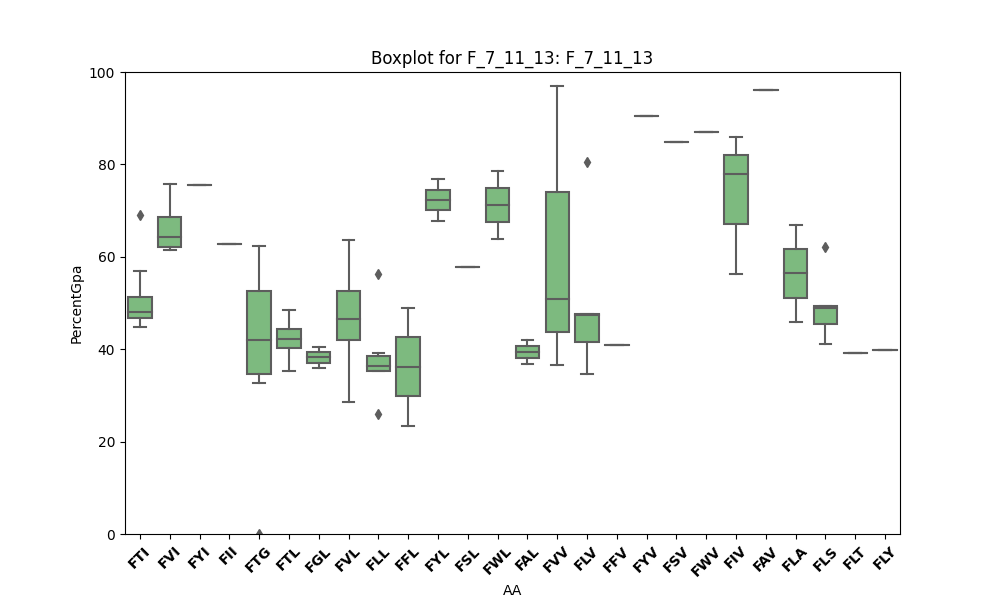 Boxplot for F_7_11_13: F_7_11_13
100
80
60
40
20
0
PercentGpa
FTI FVI FYI FII FTG FTL FGL FVL FLL FFL FYL FSL FWL FAL FVV FLV FFV FYV FSV FWV FIV FAV FLA FLS FLT FLY
AA